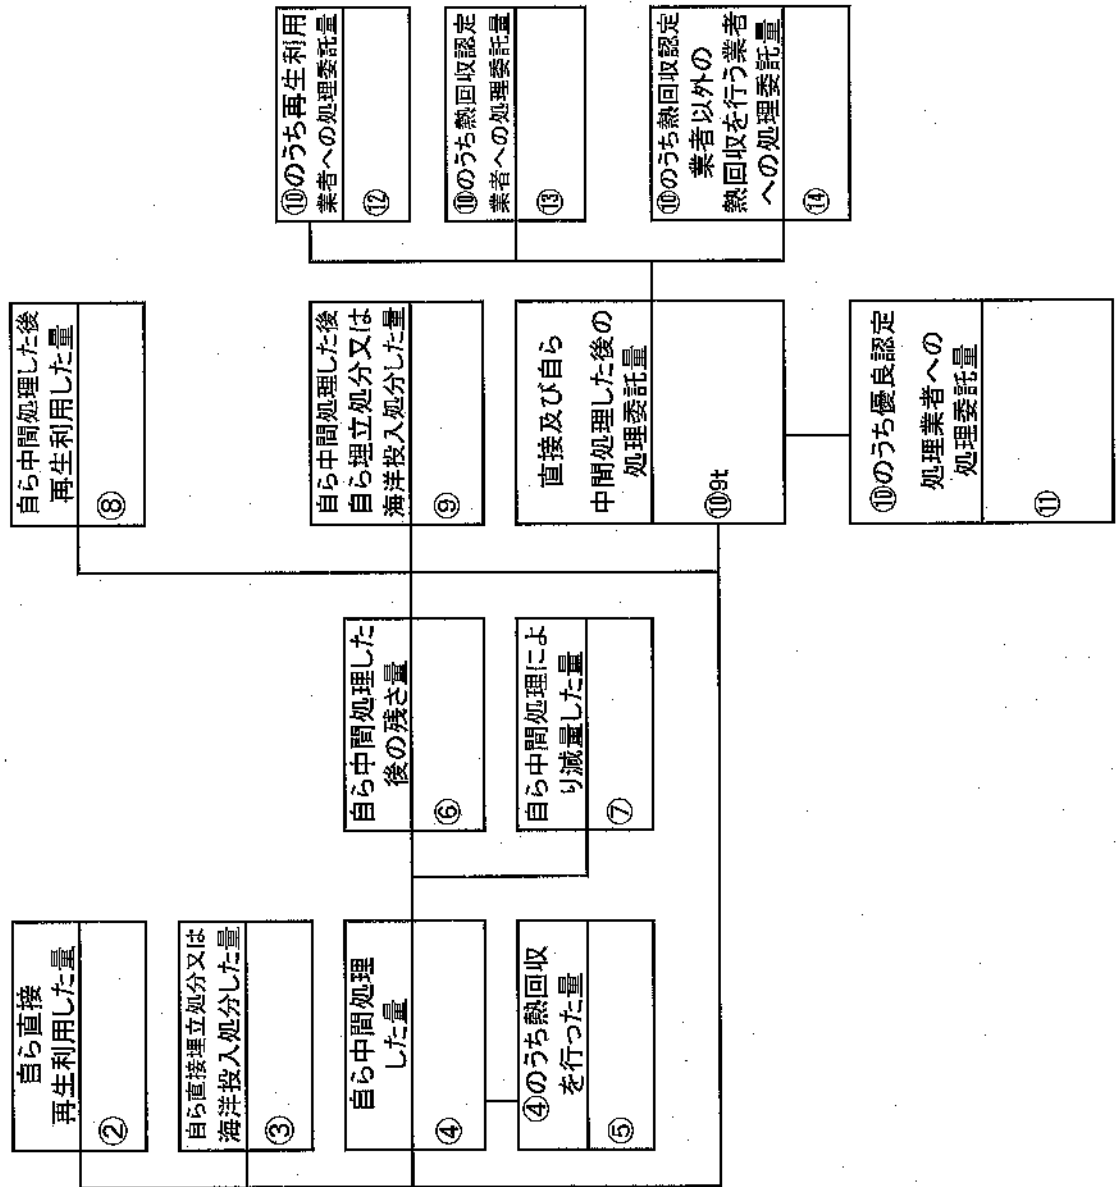 自ら直接
再生利用した量
②
自ら直接埋立処分又は
海洋投入処分した量
③
自ら中間処理
した量
④
④のうち熱回収
を行った量
⑤
自ら中間処理した
後の残さ量
⑥
自ら中間処理によ
り減量した量
⑦
自ら中間処理した後
再生利用した量
⑧
自ら中間処理した後
自ら埋立処分又は
海洋投入処分した量
⑨
直接及び自ら
中間処理した後の
処理委託量
⑩9t
⑩のうち優良認定
処理業者への
処理委託量
⑪
⑩のうち再生利用
業者への処理委託量
⑫
⑩のうち熱回収認定
業者への処理委託量
⑬
⑩のうち熱回収認定
業者以外の
熱回収を行う業者
への処理委託量
⑭